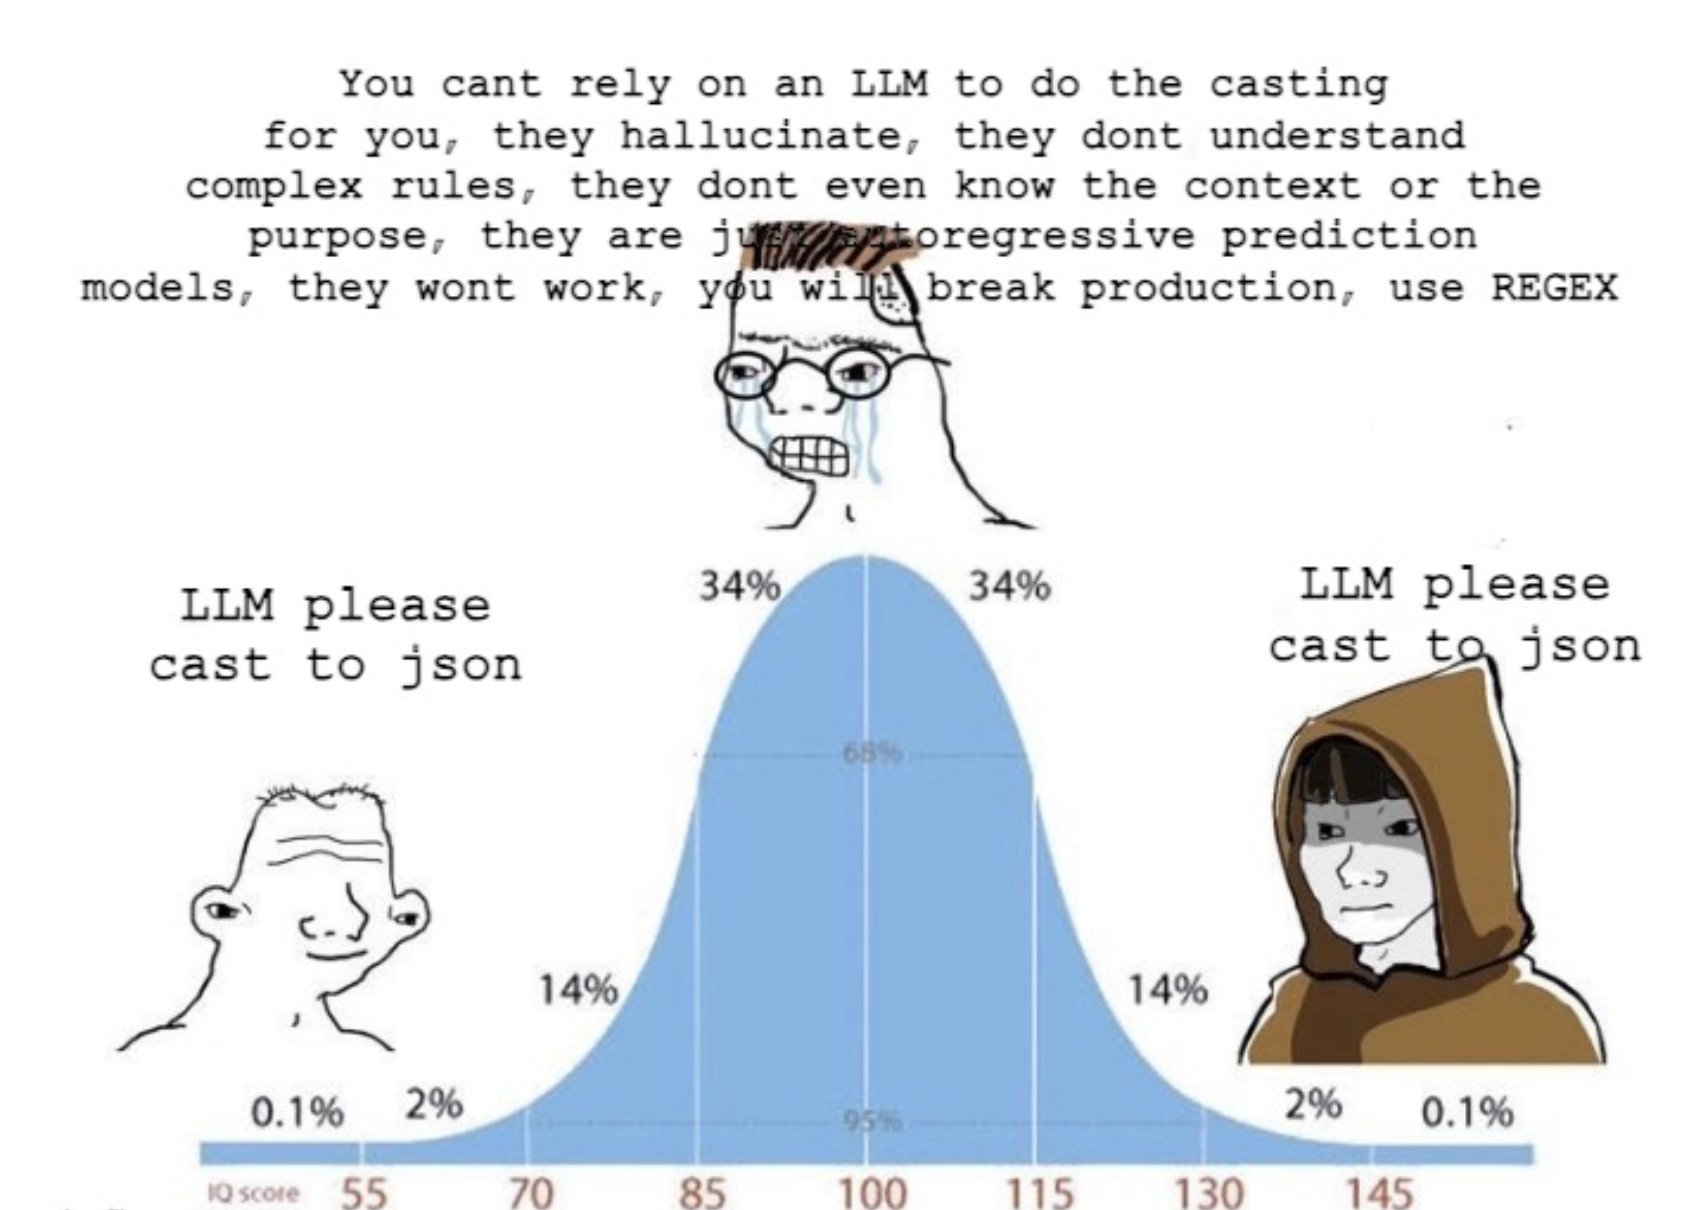 You cant rely on an LLM to do the casting
for you, they hallucinate, they dont understand
complex rules, they dont even know the context or the
purpose, they are just autoregressive prediction
models, they wont work, you will break production, use REGEX
34%
34%
LLM please
cast to json
LLM please
cast to json
68%
14%
14%
0.1%
2%
95%
2%
0.1%
IQ score 55 70 85 100 115 130 145